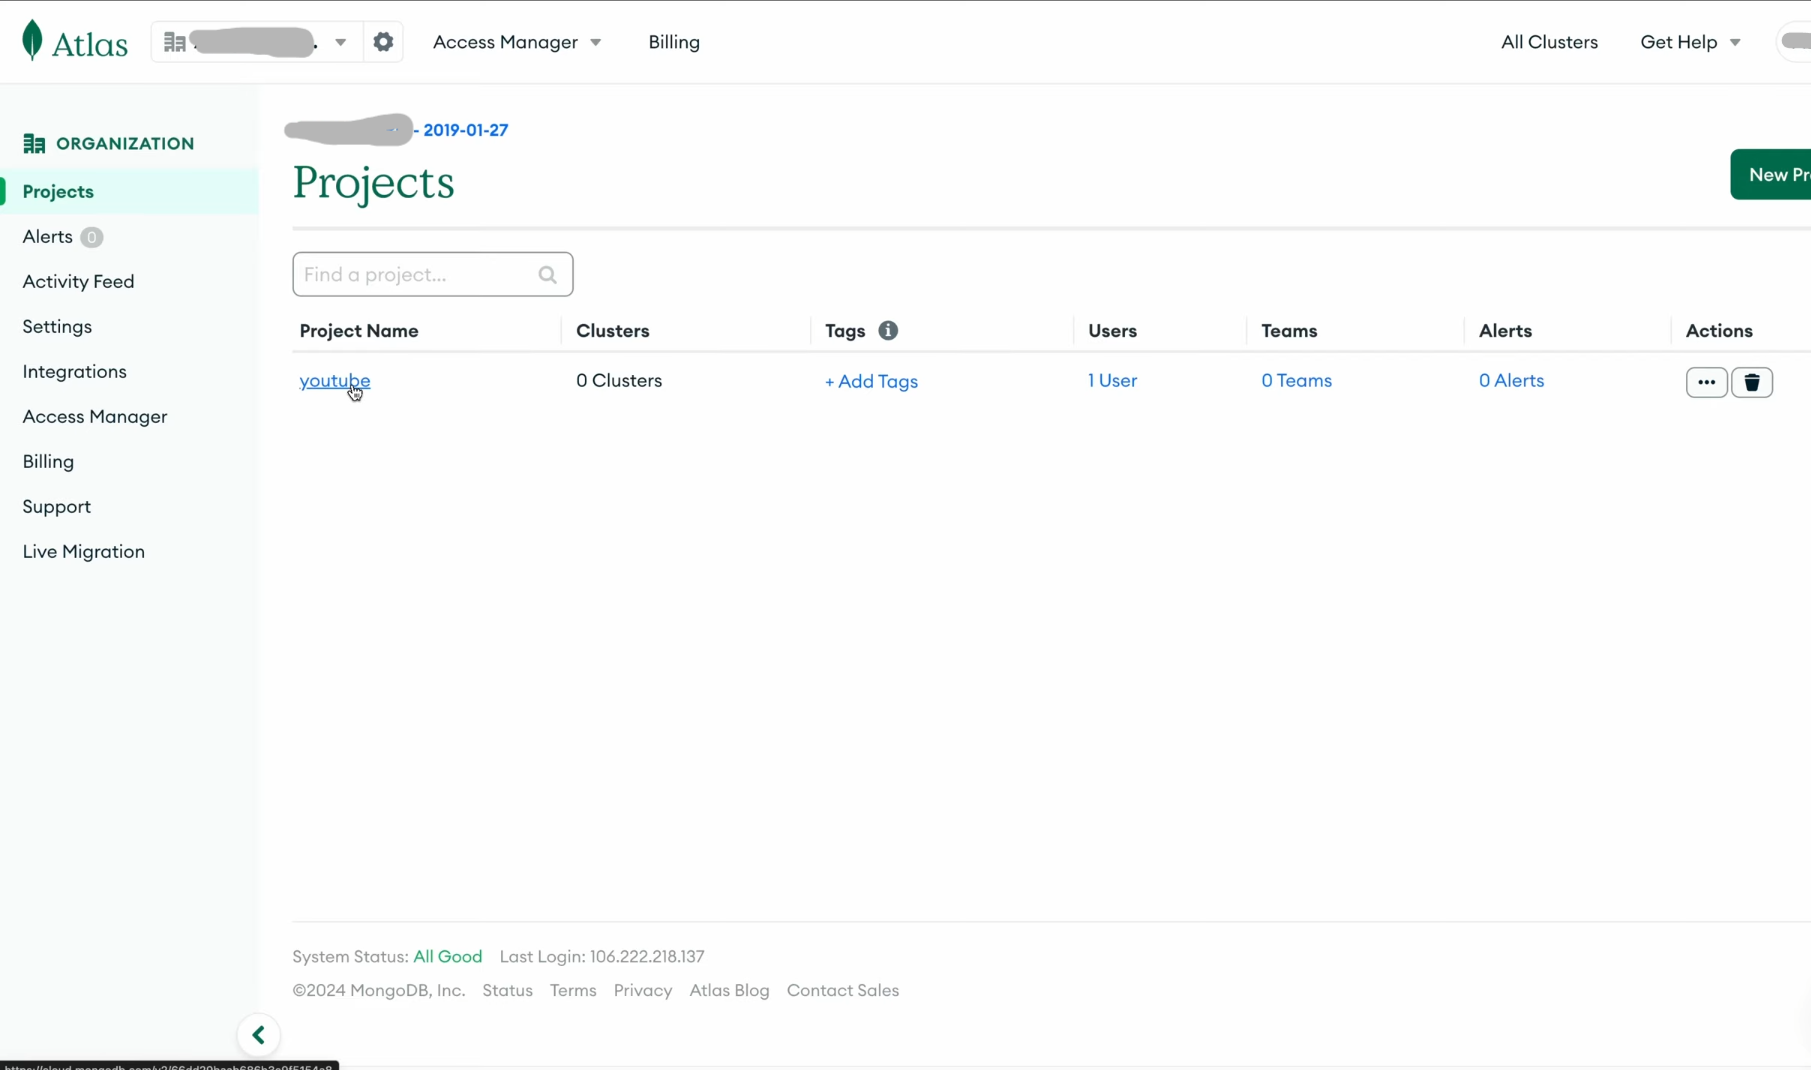 Atlas
Access Manager
Billing
All Clusters
Get Help
ORGANIZATION
Projects
Alerts 0
Activity Feed
Settings
Integrations
Access Manager
Billing
Support
Live Migration
- 2019-01-27
Projects
New Pr
Find a project...
Project Name Clusters Tags Users Teams Alerts Actions
youtube 0 Clusters + Add Tags 1 User 0 Teams 0 Alerts
System Status: All Good Last Login: 106.222.218.137
©2024 MongoDB, Inc. Status Terms Privacy Atlas Blog Contact Sales